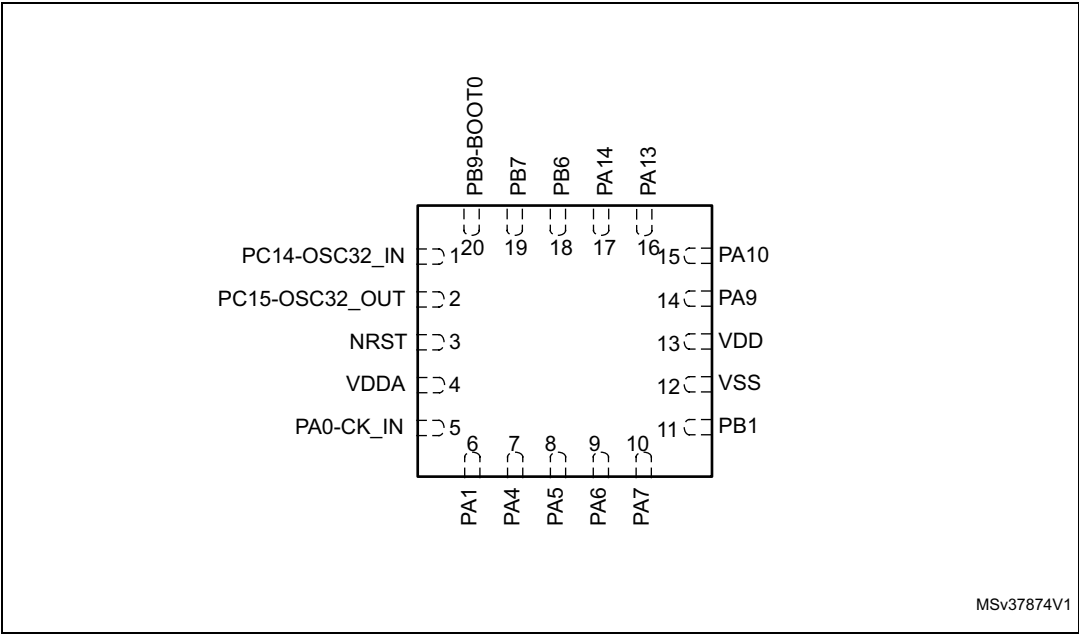 PB9-BOOT0
PB7
PB6
PA14
PA13
20
19
18
17
16
PC14-OSC32_IN
1
15
PA10
PC15-OSC32_OUT
2
14
PA9
NRST
3
13
VDD
VDDA
4
12
VSS
PA0-CK_IN
5
11
PB1
6
7
8
9
10
PA1
PA4
PA5
PA6
PA7
MSv37874V1